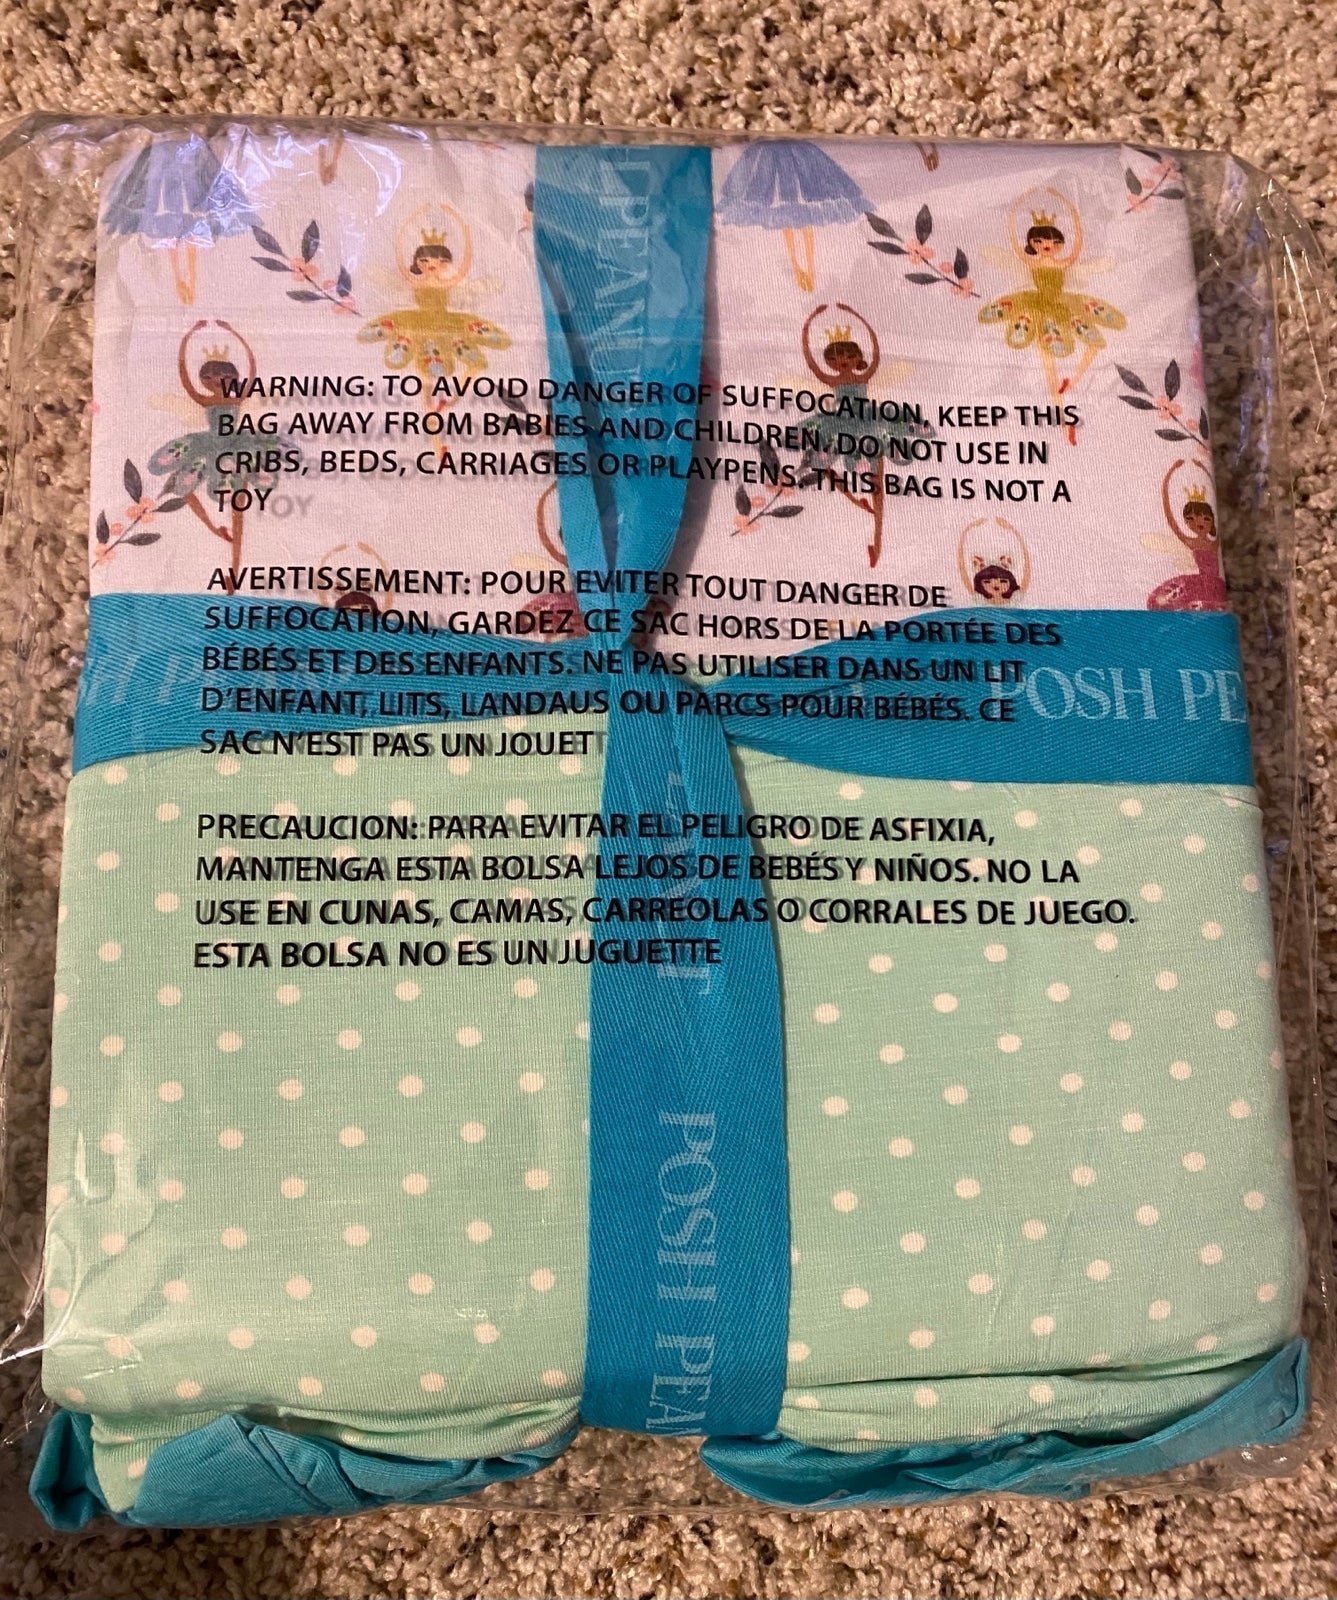 WARNING: TO AVOID DANGER OF SUFFOCATION, KEEP THIS
BAG AWAY FROM BABIES AND CHILDREN. DO NOT USE IN
CRIBS, BEDS, CARRIAGES OR PLAYPENS. THIS BAG IS NOT A
TOY
AVERTISSEMENT: POUR EVITER TOUT DANGER DE
SUFFOCATION, GARDEZ CE SAC HORS DE LA PORTÉE DES
BÉBÉS ET DES ENFANTS. NE PAS UTILISER DANS UN LIT
D'ENFANT, LITS, LANDAUS OU PARCS POUR BÉBÉS. CE
SAC N'EST PAS UN JOUET
PRECAUCION: PARA EVITAR EL PELIGRO DE ASFIXIA,
MANTENGA ESTA BOLSA LEJOS DE BEBÉS Y NIÑOS. NO LA
USE EN CUNAS, CAMAS, CARREOLAS O CORRALES DE JUEGO.
ESTA BOLSA NO ES UN JUGUETTE
PEANUT
POSH PE
POSH PEA